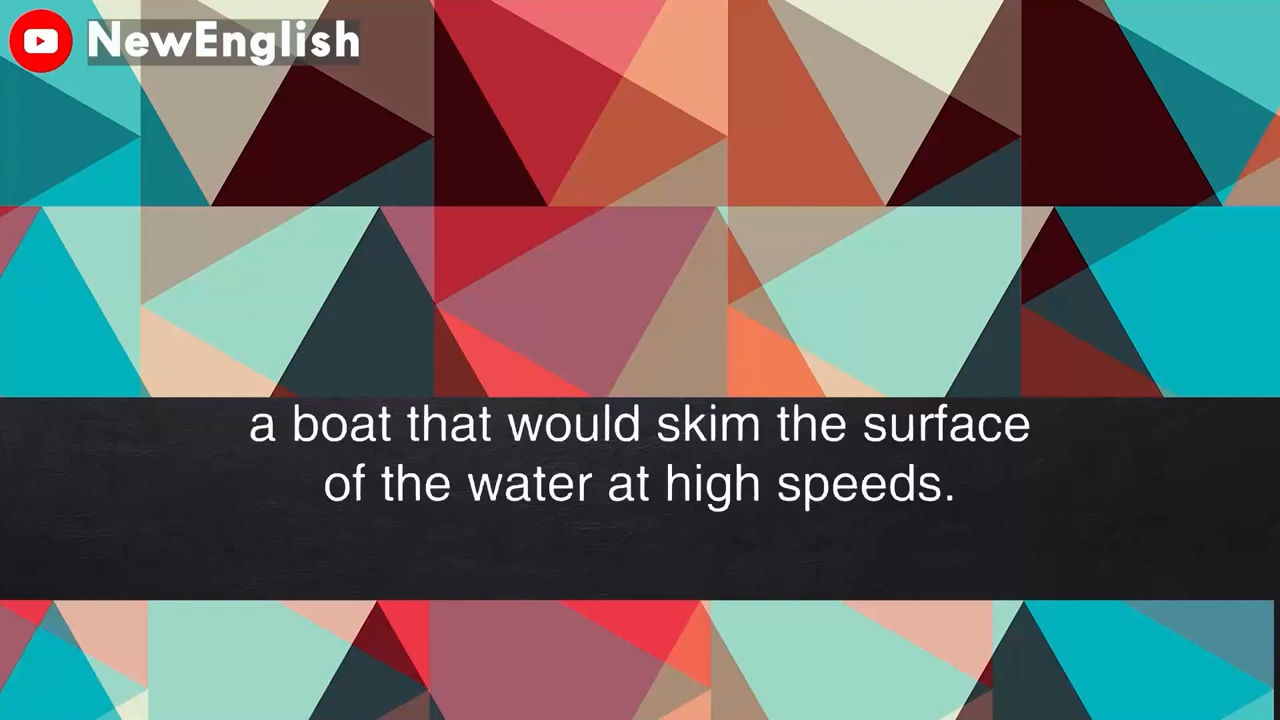 NewEnglish
a boat that would skim the surface
of the water at high speeds.